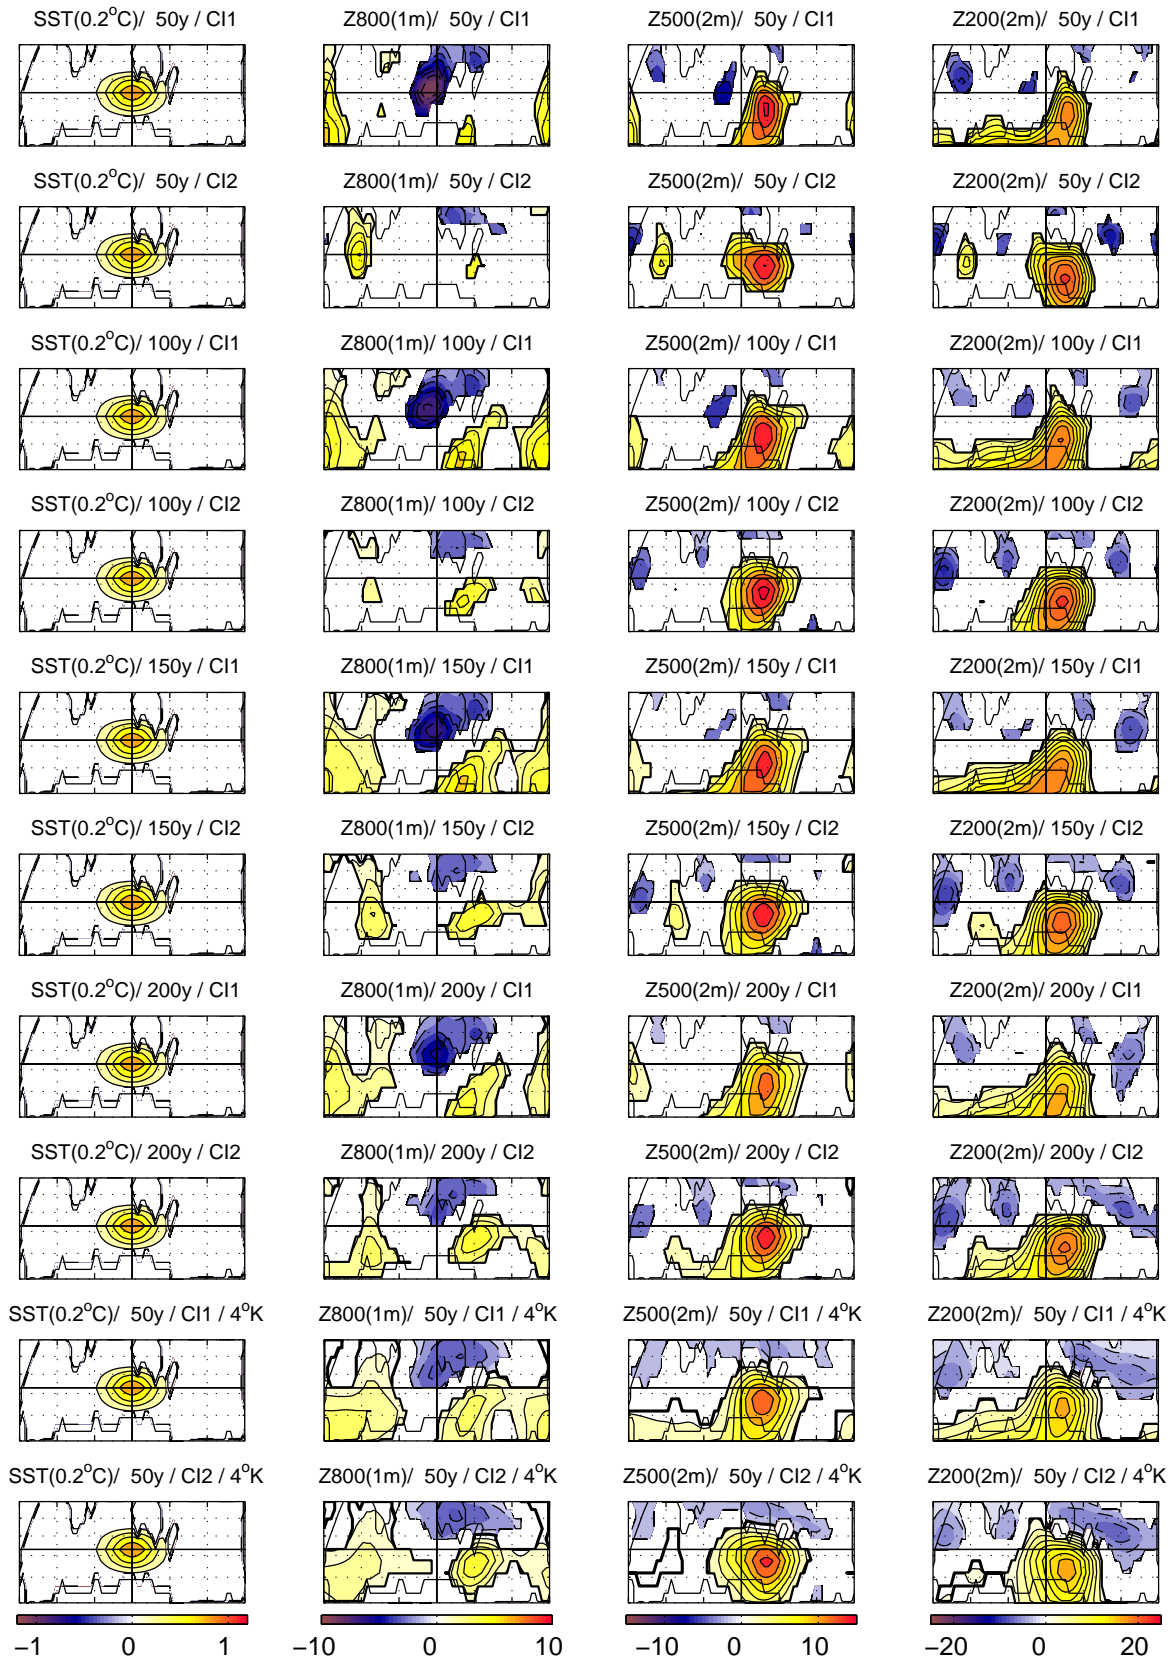 SST(0.2°C)/ 50y / CI1 Z800(1m)/ 50y / CI1 Z500(2m)/ 50y / CI1 Z200(2m)/ 50y / CI1
SST(0.2°C)/ 50y / CI2 Z800(1m)/ 50y / CI2 Z500(2m)/ 50y / CI2 Z200(2m)/ 50y / CI2
SST(0.2°C)/ 100y / CI1 Z800(1m)/ 100y / CI1 Z500(2m)/ 100y / CI1 Z200(2m)/ 100y / CI1
SST(0.2°C)/ 100y / CI2 Z800(1m)/ 100y / CI2 Z500(2m)/ 100y / CI2 Z200(2m)/ 100y / CI2
SST(0.2°C)/ 150y / CI1 Z800(1m)/ 150y / CI1 Z500(2m)/ 150y / CI1 Z200(2m)/ 150y / CI1
SST(0.2°C)/ 150y / CI2 Z800(1m)/ 150y / CI2 Z500(2m)/ 150y / CI2 Z200(2m)/ 150y / CI2
SST(0.2°C)/ 200y / CI1 Z800(1m)/ 200y / CI1 Z500(2m)/ 200y / CI1 Z200(2m)/ 200y / CI1
SST(0.2°C)/ 200y / CI2 Z800(1m)/ 200y / CI2 Z500(2m)/ 200y / CI2 Z200(2m)/ 200y / CI2
SST(0.2°C)/ 50y / CI1 / 4°K Z800(1m)/ 50y / CI1 / 4°K Z500(2m)/ 50y / CI1 / 4°K Z200(2m)/ 50y / CI1 / 4°K
SST(0.2°C)/ 50y / CI2 / 4°K Z800(1m)/ 50y / CI2 / 4°K Z500(2m)/ 50y / CI2 / 4°K Z200(2m)/ 50y / CI2 / 4°K
−1 0 1 −10 0 10 −10 0 10 −20 0 20